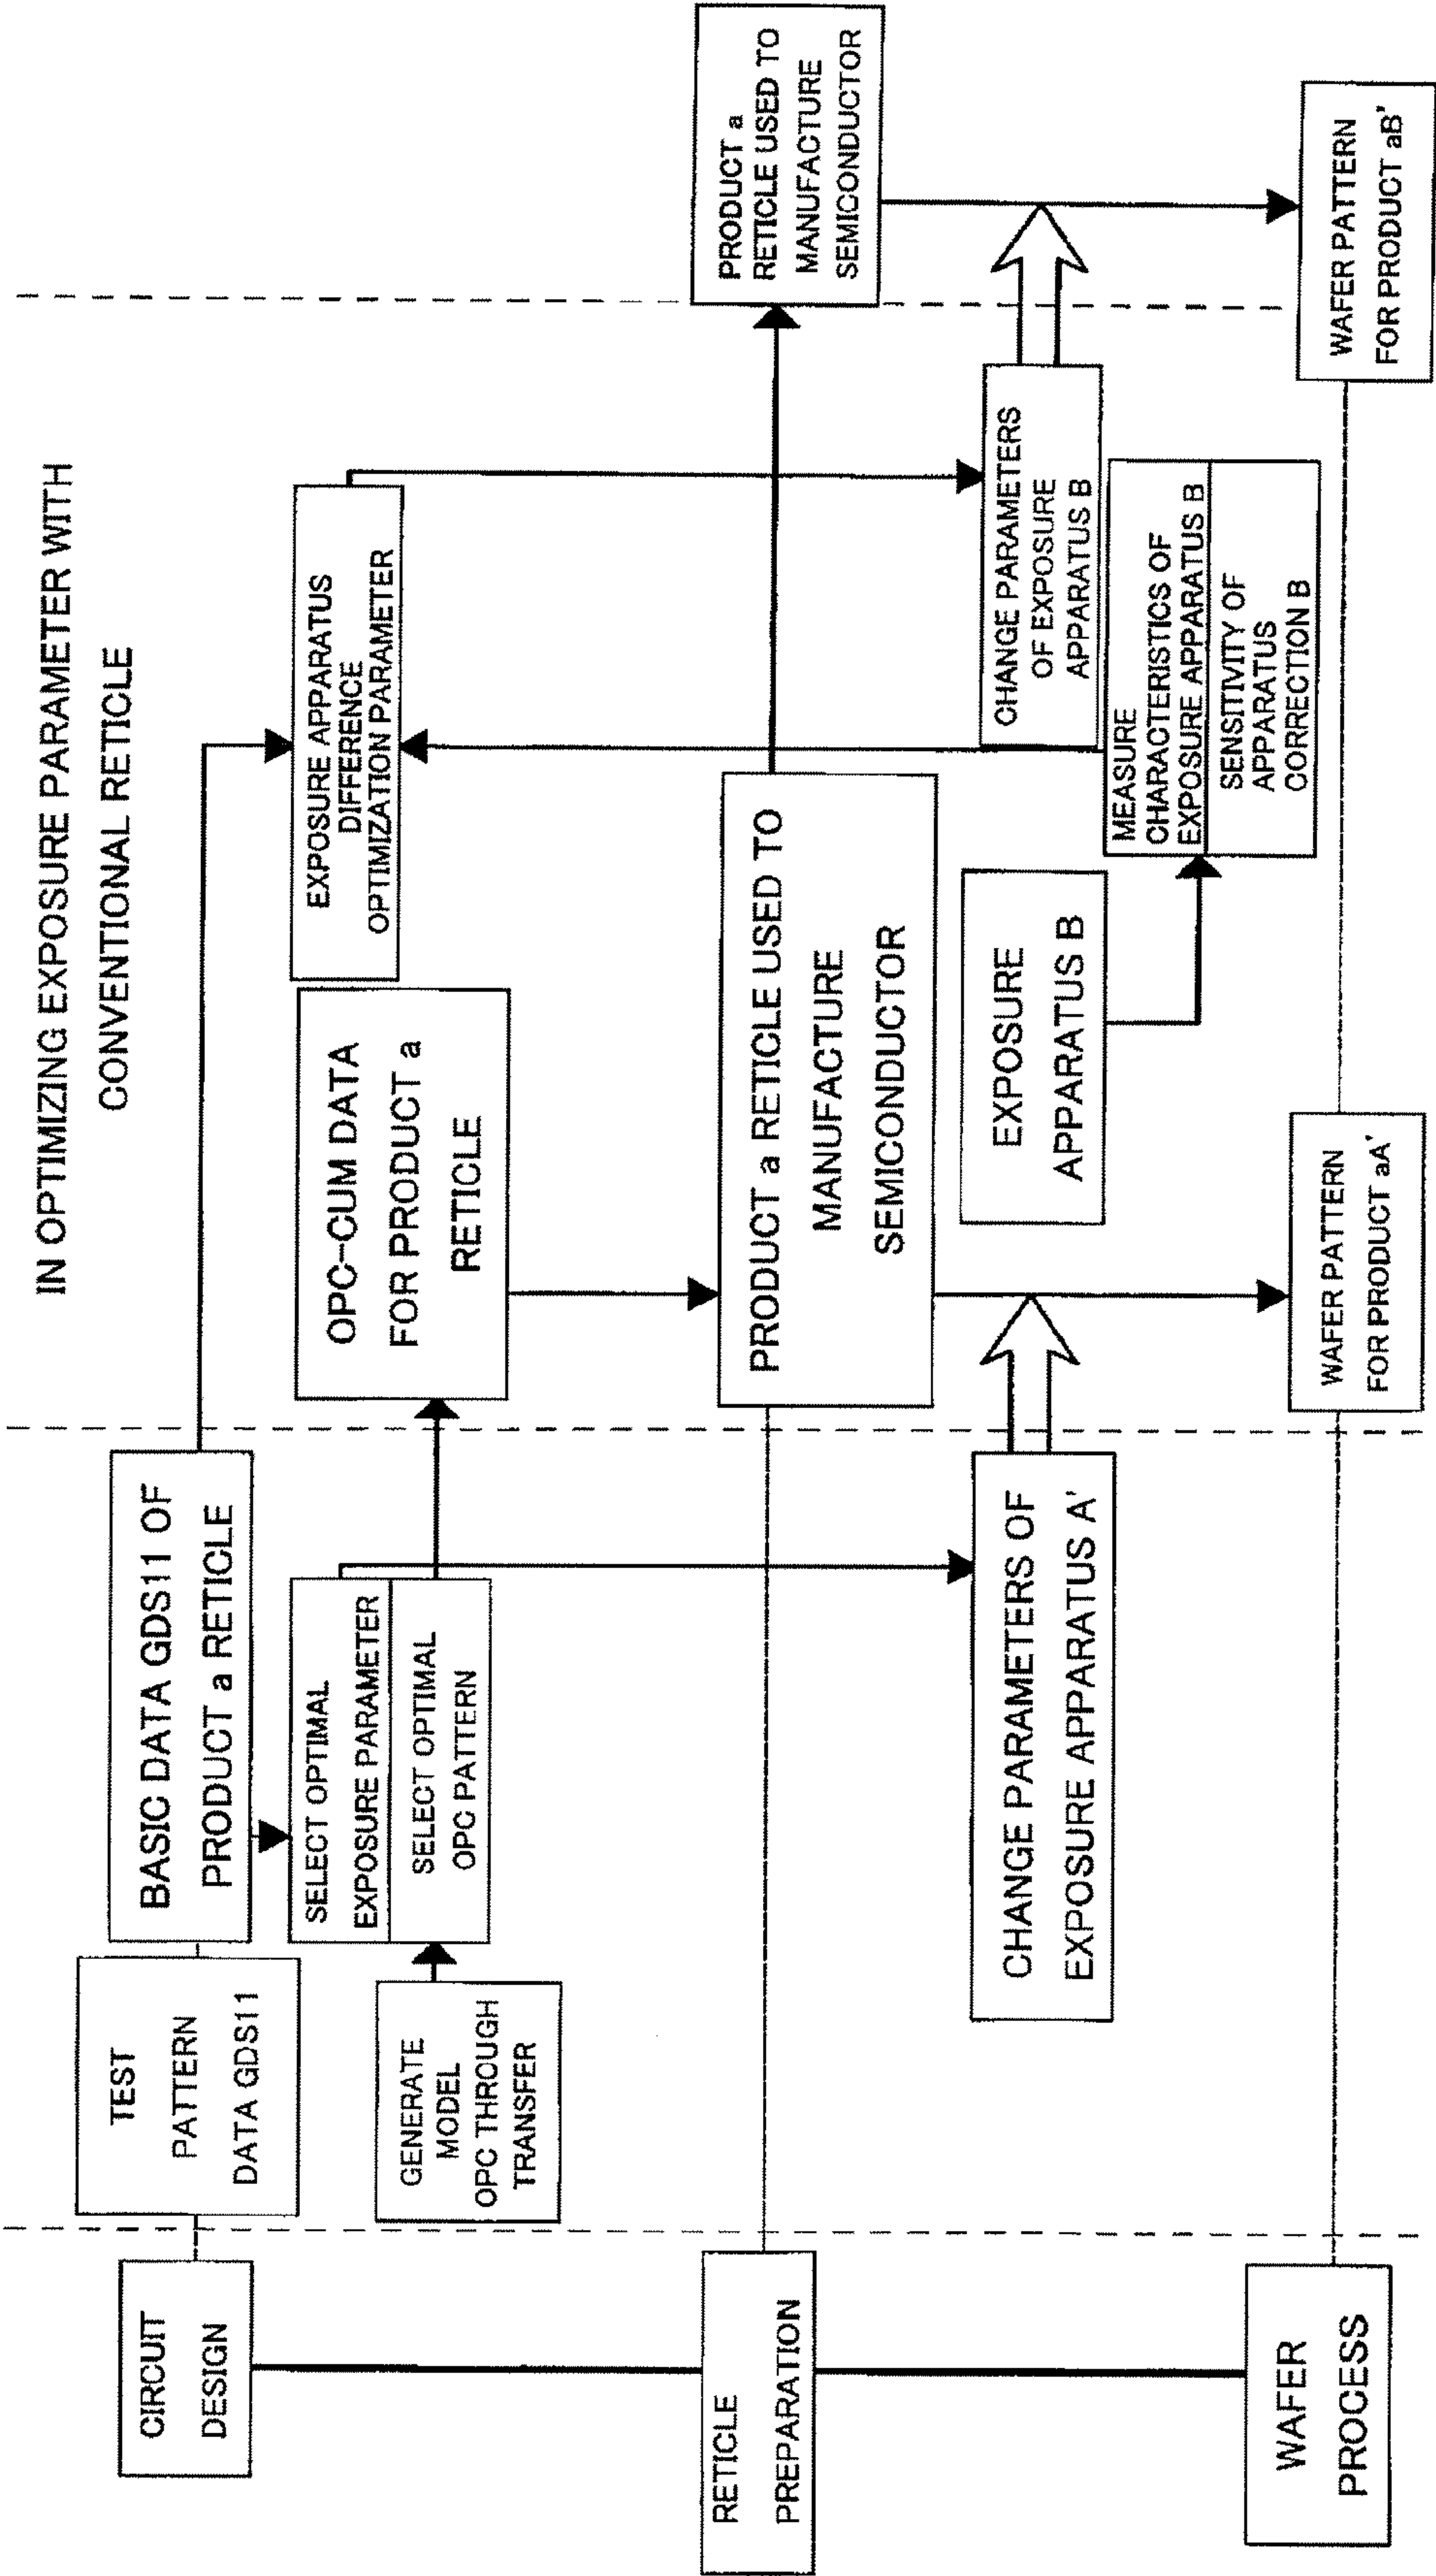 IN OPTIMIZING EXPOSURE PARAMETER WITH
CONVENTIONAL RETICLE
CIRCUIT
DESIGN
TEST
PATTERN
DATA GDS11
BASIC DATA GDS11 OF
PRODUCT a RETICLE
SELECT OPTIMAL
EXPOSURE PARAMETER
SELECT OPTIMAL
OPC PATTERN
GENERATE
MODEL
OPC THROUGH
TRANSFER
OPC-CUM DATA
FOR PRODUCT a
RETICLE
EXPOSURE APPARATUS
DIFFERENCE
OPTIMIZATION PARAMETER
RETICLE
PREPARATION
PRODUCT a RETICLE USED TO
MANUFACTURE
SEMICONDUCTOR
PRODUCT a
RETICLE USED TO
MANUFACTURE
SEMICONDUCTOR
CHANGE PARAMETERS OF
EXPOSURE APPARATUS A'
EXPOSURE
APPARATUS B
CHANGE PARAMETERS
OF EXPOSURE
APPARATUS B
MEASURE
CHARACTERISTICS OF
EXPOSURE APPARATUS B
SENSITIVITY OF
APPARATUS
CORRECTION B
WAFER
PROCESS
WAFER PATTERN
FOR PRODUCT aA'
WAFER PATTERN
FOR PRODUCT aB'